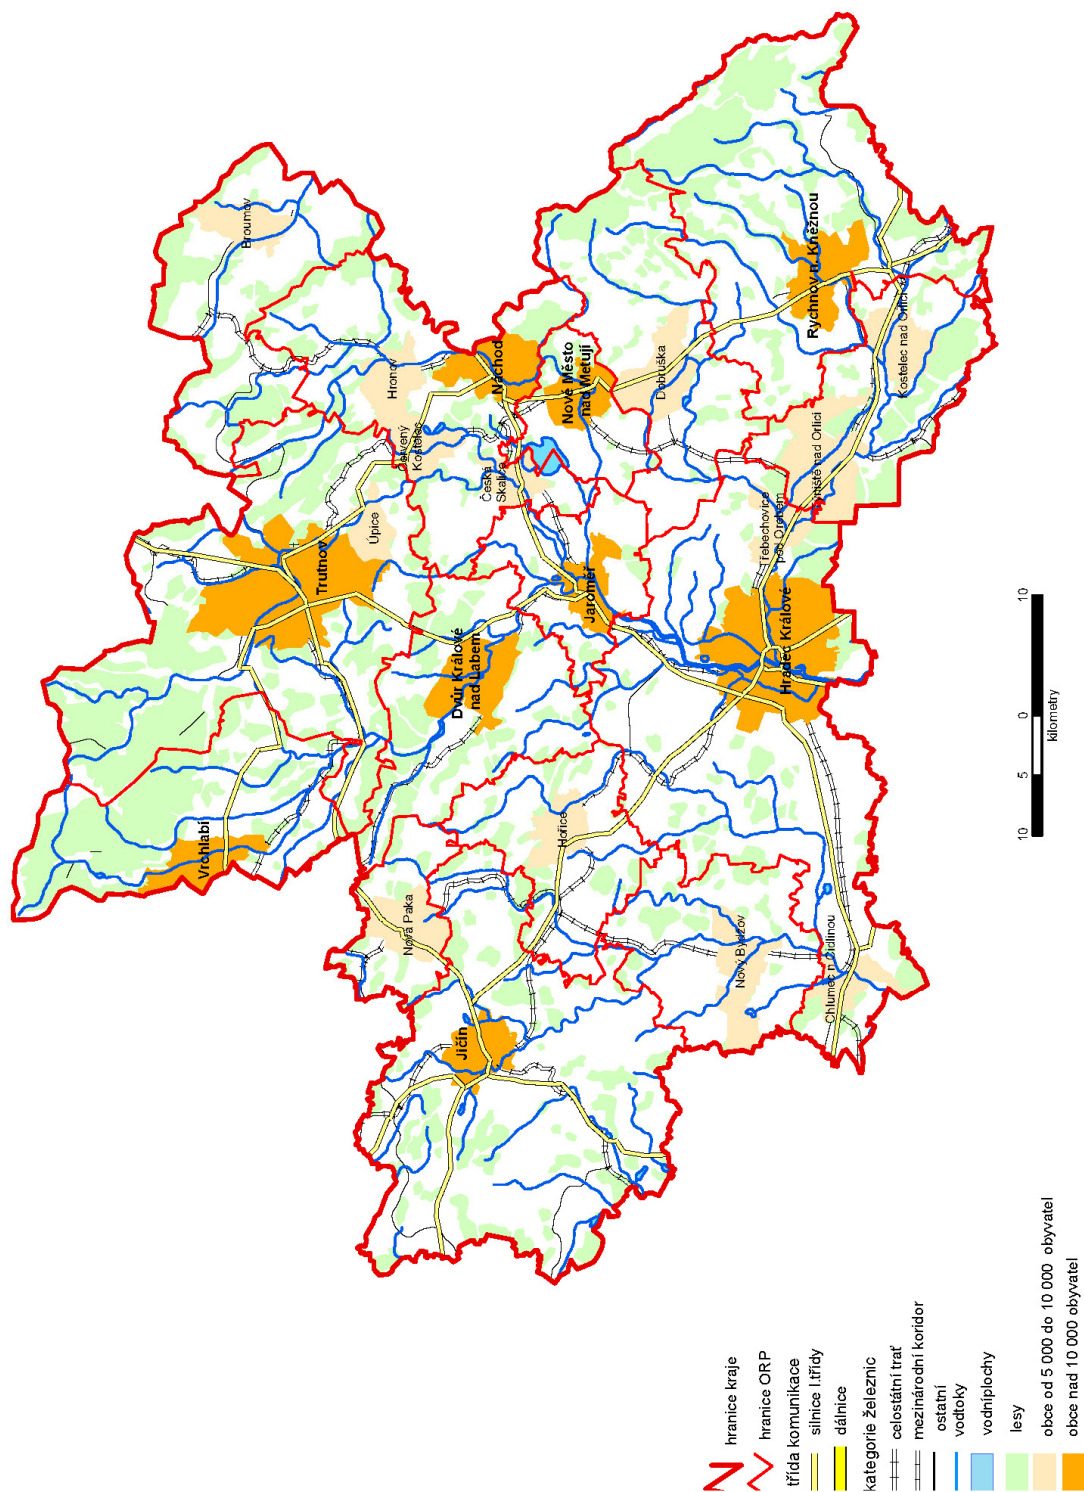 Vrchlabí
Trutnov
Broumov
Úpice
Hronov
Červený
Kostelec
Náchod
Nová Paka
Dvůr Králové
nad Labem
Česká
Skalice
Nové Město
nad Metují
Jičín
Hořice
Jaroměř
Dobruška
Nový Bydžov
Hradec Králové
Třebechovice
pod Orebem
Týniště nad Orlicí
Rychnov n. Kněžnou
Chlumec n Cidlinou
Kostelec nad Orlicí
hranice kraje
hranice ORP
třída komunikace
silnice I.třídy
dálnice
kategorie železnic
celostátní trať
mezinárodní koridor
ostatní
vodtoky
vodníplochy
lesy
obce od 5 000 do 10 000 obyvatel
obce nad 10 000 obyvatel
10 5 0 10
kilometry